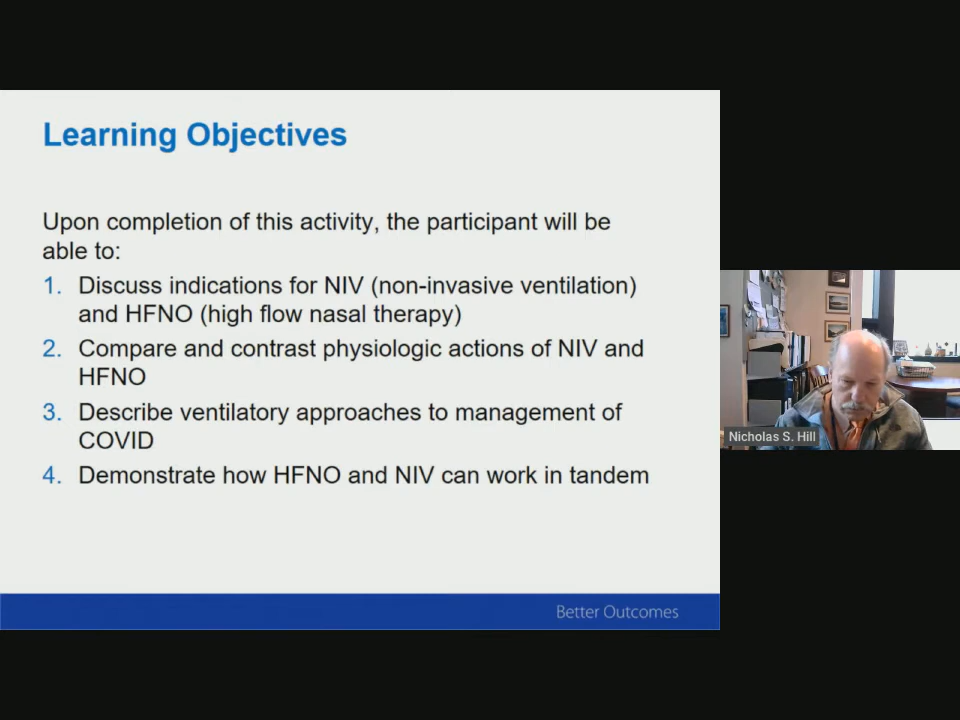 Learning Objectives
Upon completion of this activity, the participant will be
able to:
1. Discuss indications for NIV (non-invasive ventilation)
and HFNO (high flow nasal therapy)
2. Compare and contrast physiologic actions of NIV and
HFNO
3. Describe ventilatory approaches to management of
COVID
4. Demonstrate how HFNO and NIV can work in tandem
Better Outcomes
Nicholas S. Hill